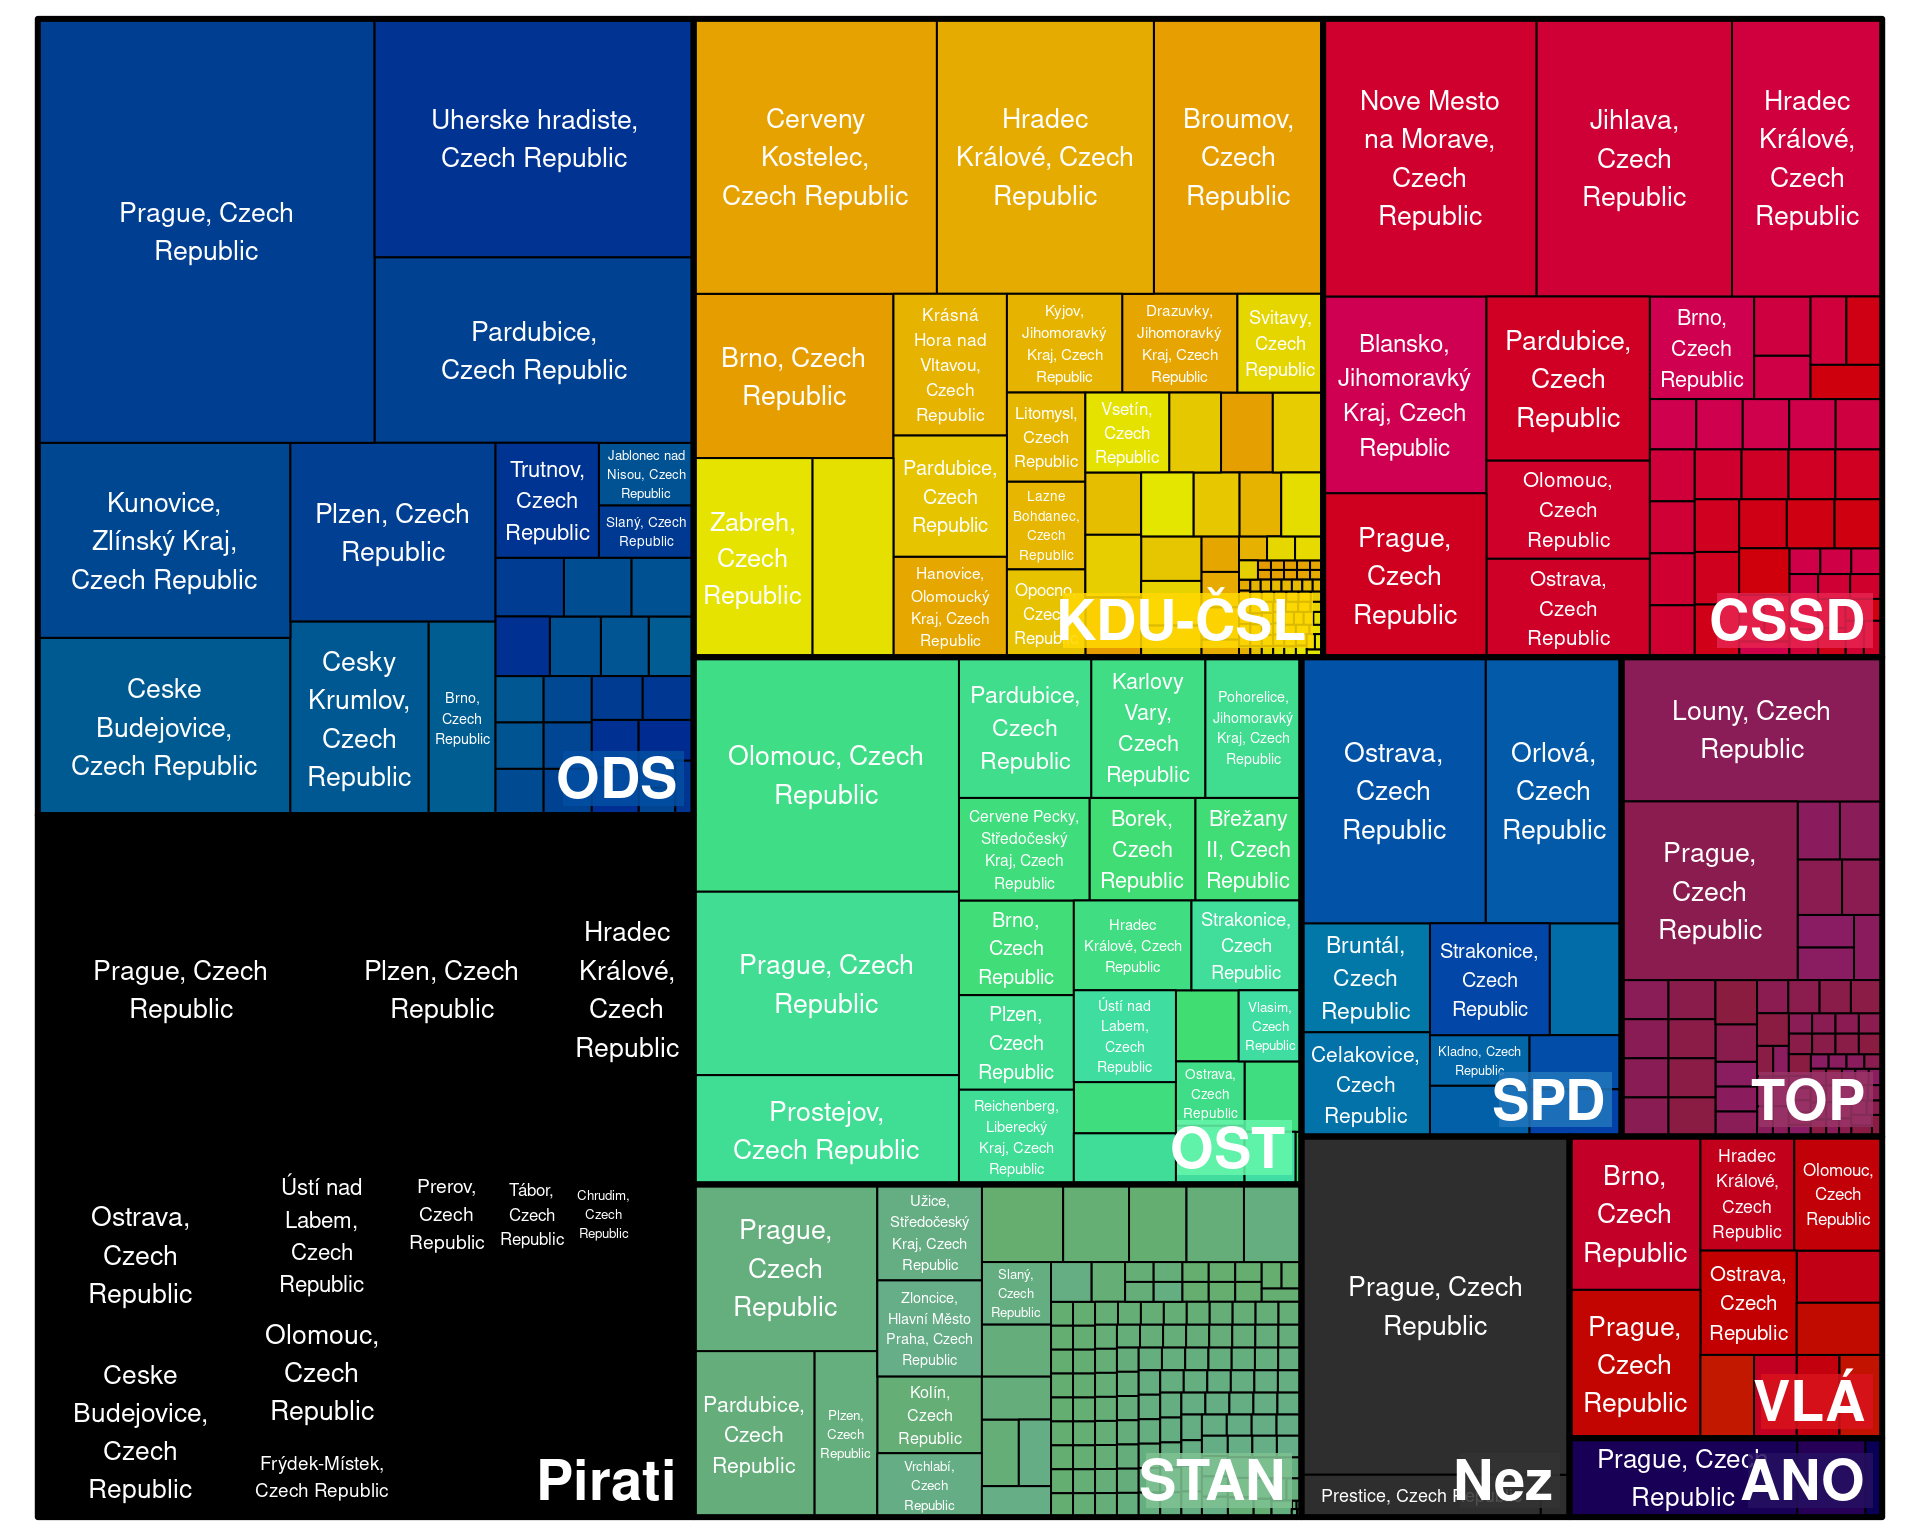 Prague, Czech
Republic
Uherske hradiste,
Czech Republic
Pardubice,
Czech Republic
Kunovice,
Zlínský Kraj,
Czech Republic
Ceske
Budejovice,
Czech Republic
Plzen, Czech
Republic
Cesky
Krumlov,
Czech
Republic
Brno,
Czech
Republic
Trutnov,
Czech
Republic
Jablonec nad
Nisou, Czech
Republic
Slaný, Czech
Republic
ODS
Cerveny
Kostelec,
Czech Republic
Hradec
Králové, Czech
Republic
Broumov,
Czech
Republic
Brno, Czech
Republic
Zabreh,
Czech
Republic
Krásná
Hora nad
Vltavou,
Czech
Republic
Pardubice,
Czech
Republic
Hanovice,
Olomoucký
Kraj, Czech
Republic
Kyjov,
Jihomoravký
Kraj, Czech
Republic
Drazuvky,
Jihomoravký
Kraj, Czech
Republic
Svitavy,
Czech
Republic
Litomysl,
Czech
Republic
Vsetín,
Czech
Republic
Lazne
Bohdanec,
Czech
Republic
Opocno,
Czech
Republic
KDU-ČSL
Nove Mesto
na Morave,
Czech
Republic
Jihlava,
Czech
Republic
Hradec
Králové,
Czech
Republic
Blansko,
Jihomoravký
Kraj, Czech
Republic
Prague,
Czech
Republic
Pardubice,
Czech
Republic
Olomouc,
Czech
Republic
Ostrava,
Czech
Republic
Brno,
Czech
Republic
CSSD
Prague, Czech
Republic
Plzen, Czech
Republic
Hradec
Králové,
Czech
Republic
Ostrava,
Czech
Republic
Ceske
Budejovice,
Czech
Republic
Ústí nad
Labem,
Czech
Republic
Olomouc,
Czech
Republic
Frýdek-Místek,
Czech Republic
Prerov,
Czech
Republic
Tábor,
Czech
Republic
Chrudim,
Czech
Republic
Pirati
Olomouc, Czech
Republic
Prague, Czech
Republic
Prostejov,
Czech Republic
Pardubice,
Czech
Republic
Karlovy
Vary,
Czech
Republic
Pohorelice,
Jihomoravký
Kraj, Czech
Republic
Cervene Pecky,
Středočeský
Kraj, Czech
Republic
Borek,
Czech
Republic
Břežany
II, Czech
Republic
Brno,
Czech
Republic
Hradec
Králové, Czech
Republic
Strakonice,
Czech
Republic
Plzen,
Czech
Republic
Reichenberg,
Liberecký
Kraj, Czech
Republic
Ústí nad
Labem,
Czech
Republic
Vlasim,
Czech
Republic
Ostrava,
Czech
Republic
OST
Prague,
Czech
Republic
Pardubice,
Czech
Republic
Plzen,
Czech
Republic
Užice,
Středočeský
Kraj, Czech
Republic
Zloncice,
Hlavní Město
Praha, Czech
Republic
Kolín,
Czech
Republic
Vrchlabí,
Czech
Republic
Slaný,
Czech
Republic
STAN
Ostrava,
Czech
Republic
Orlová,
Czech
Republic
Bruntál,
Czech
Republic
Celakovice,
Czech
Republic
Strakonice,
Czech
Republic
Kladno, Czech
Republic
SPD
Louny, Czech
Republic
Prague,
Czech
Republic
TOP
Prague, Czech
Republic
Prestice, Czech Republic
Nez
Brno,
Czech
Republic
Prague,
Czech
Republic
Hradec
Králové,
Czech
Republic
Olomouc,
Czech
Republic
Ostrava,
Czech
Republic
VLÁ
Prague, Czech
Republic
ANO